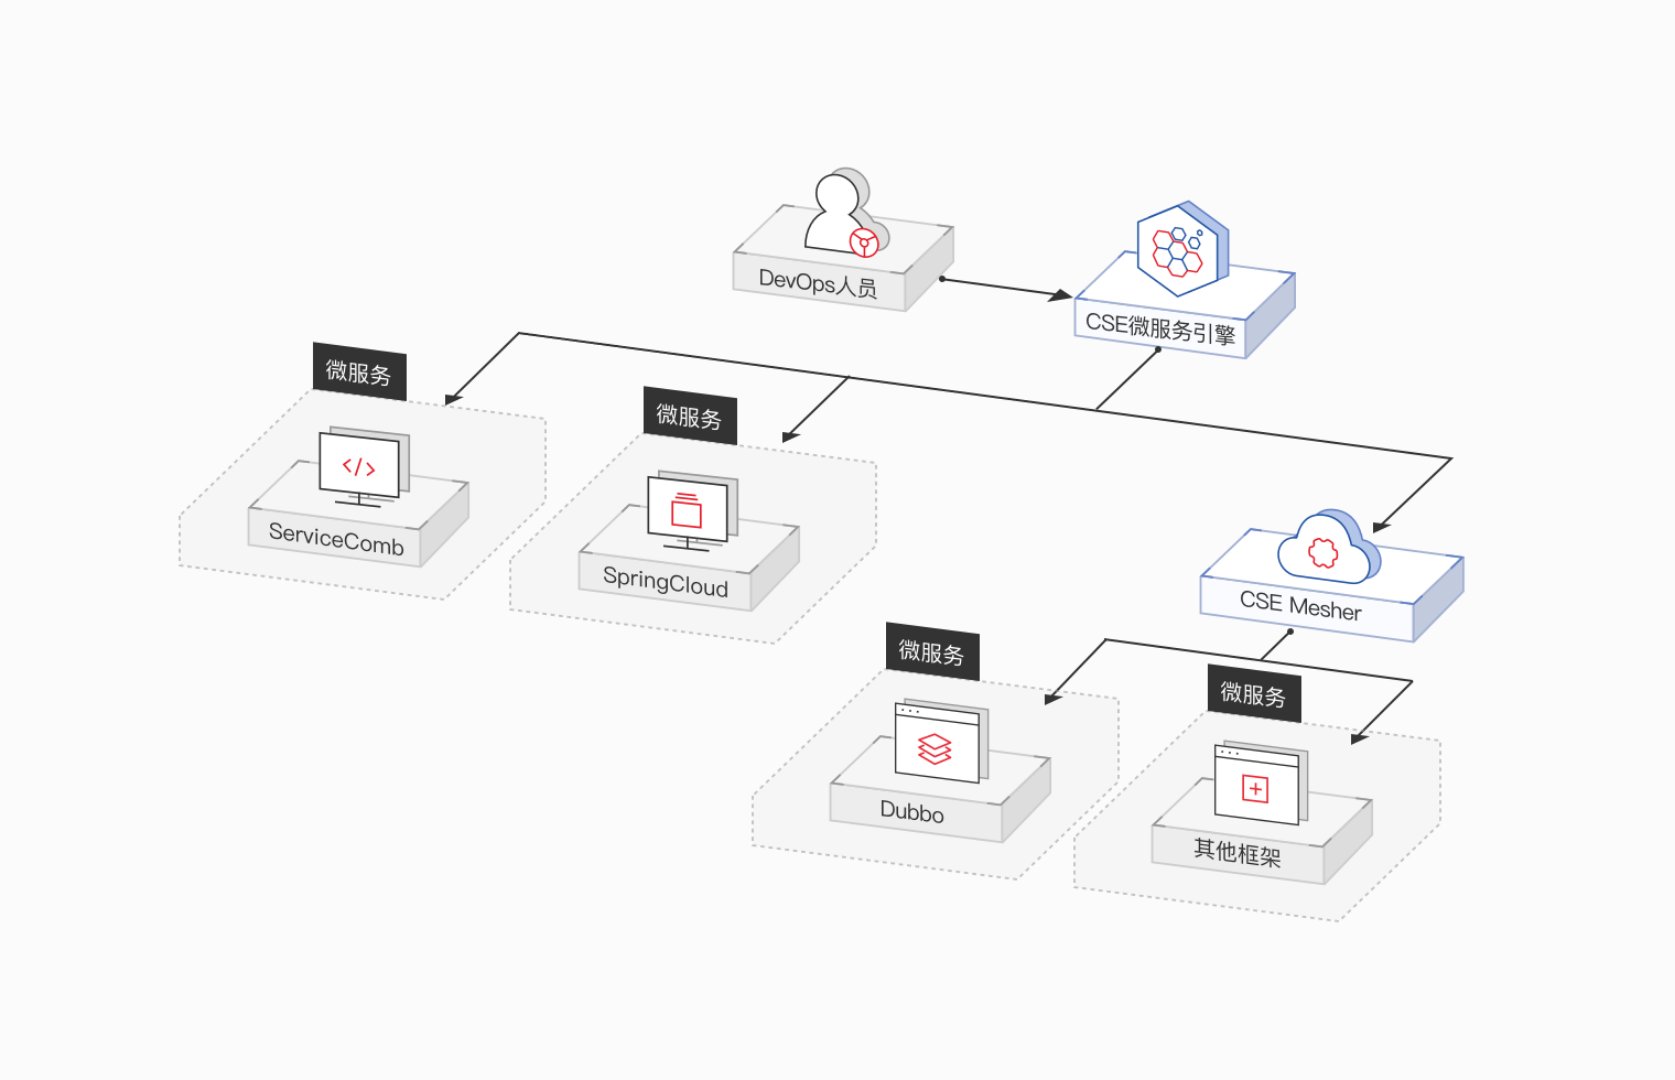 DevOps人员
CSE微服务引擎
微服务
ServiceComb
微服务
SpringCloud
CSE Mesher
微服务
Dubbo
微服务
其他框架